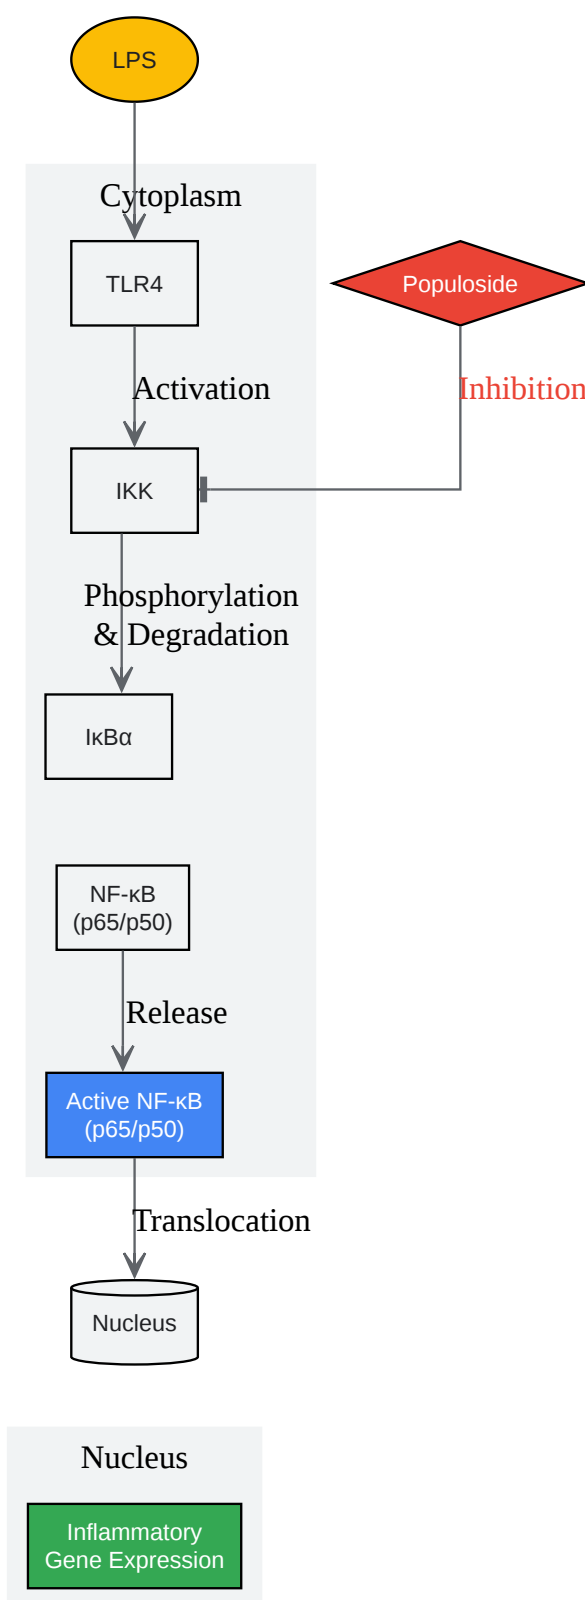 LPS
Cytoplasm
TLR4
Populoside
Activation
Inhibition
IKK
Phosphorylation
& Degradation
IκBα
NF-κB
(p65/p50)
Release
Active NF-κB
(p65/p50)
Translocation
Nucleus
Nucleus
Inflammatory
Gene Expression